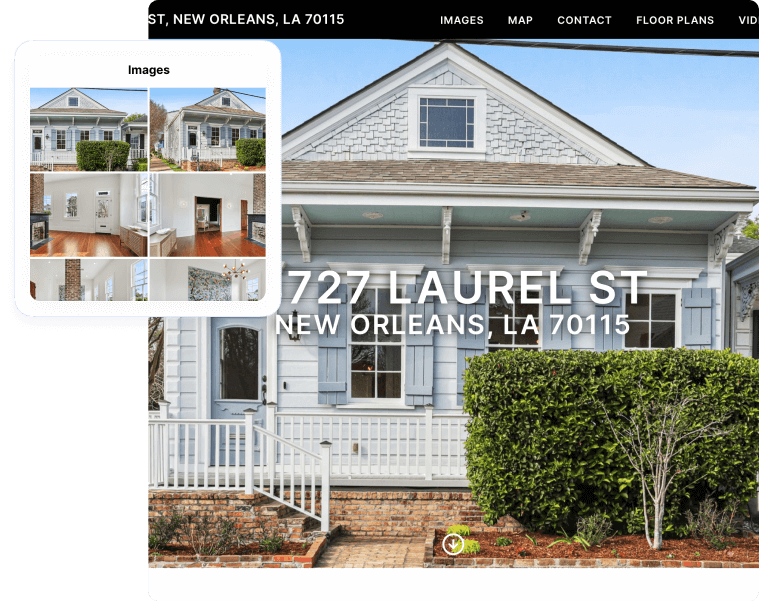 ST, NEW ORLEANS, LA 70115
IMAGES
MAP
CONTACT
FLOOR PLANS
VID
Images
727 LAUREL ST
NEW ORLEANS, LA 70115